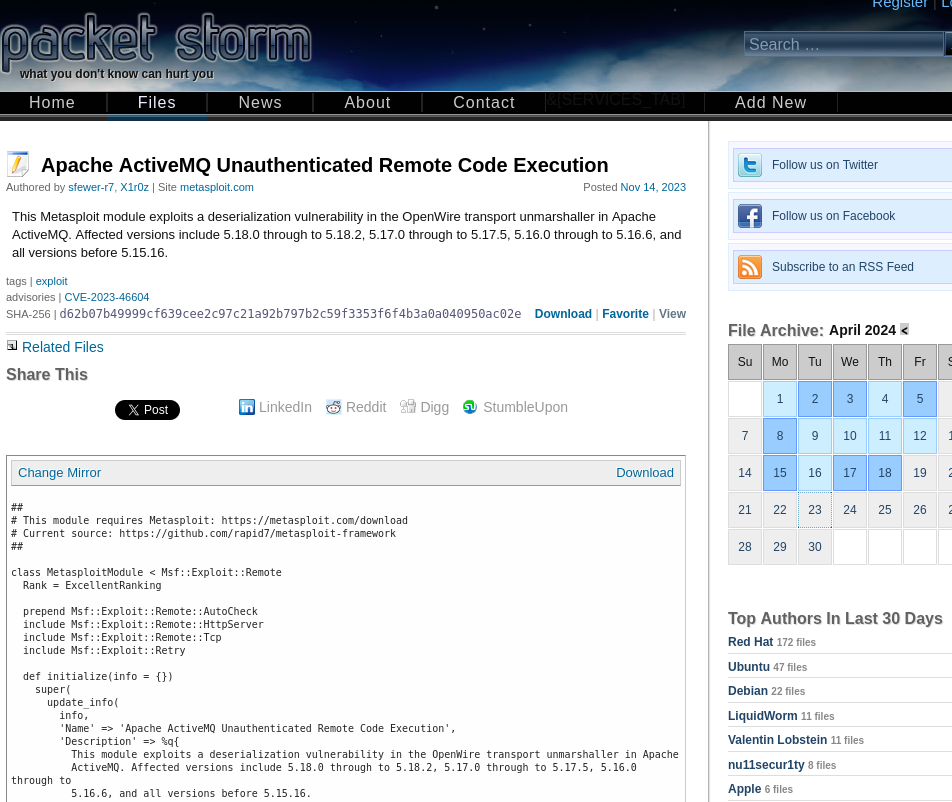 Register |
packet storm
what you don't know can hurt you
Search …
Home
Files
News
About
Contact
&[SERVICES_TAB]
Add New
Apache ActiveMQ Unauthenticated Remote Code Execution
Authored by sfewer-r7, X1r0z | Site metasploit.com
Posted Nov 14, 2023
This Metasploit module exploits a deserialization vulnerability in the OpenWire transport unmarshaller in Apache
ActiveMQ. Affected versions include 5.18.0 through to 5.18.2, 5.17.0 through to 5.17.5, 5.16.0 through to 5.16.6, and
all versions before 5.15.16.
tags | exploit
advisories | CVE-2023-46604
SHA-256 | d62b07b49999cf639cee2c97c21a92b797b2c59f3353f6f4b3a0a040950ac02e
Download | Favorite | View
Related Files
Share This
Post
LinkedIn
Reddit
Digg
StumbleUpon
Change Mirror
Download
##
# This module requires Metasploit: https://metasploit.com/download
# Current source: https://github.com/rapid7/metasploit-framework
##
class MetasploitModule < Msf::Exploit::Remote
Rank = ExcellentRanking
prepend Msf::Exploit::Remote::AutoCheck
include Msf::Exploit::Remote::HttpServer
include Msf::Exploit::Remote::Tcp
include Msf::Exploit::Retry
def initialize(info = {})
super(
update_info(
info,
'Name' => 'Apache ActiveMQ Unauthenticated Remote Code Execution',
'Description' => %q{
This module exploits a deserialization vulnerability in the OpenWire transport unmarshaller in Apache
ActiveMQ. Affected versions include 5.18.0 through to 5.18.2, 5.17.0 through to 5.17.5, 5.16.0
through to
5.16.6, and all versions before 5.15.16.
Follow us on Twitter
Follow us on Facebook
Subscribe to an RSS Feed
File Archive: April 2024 <
Su Mo Tu We Th Fr
1 2 3 4 5
7 8 9 10 11 12
14 15 16 17 18 19
21 22 23 24 25 26
28 29 30
Top Authors In Last 30 Days
Red Hat 172 files
Ubuntu 47 files
Debian 22 files
LiquidWorm 11 files
Valentin Lobstein 11 files
nu11secur1ty 8 files
Apple 6 files